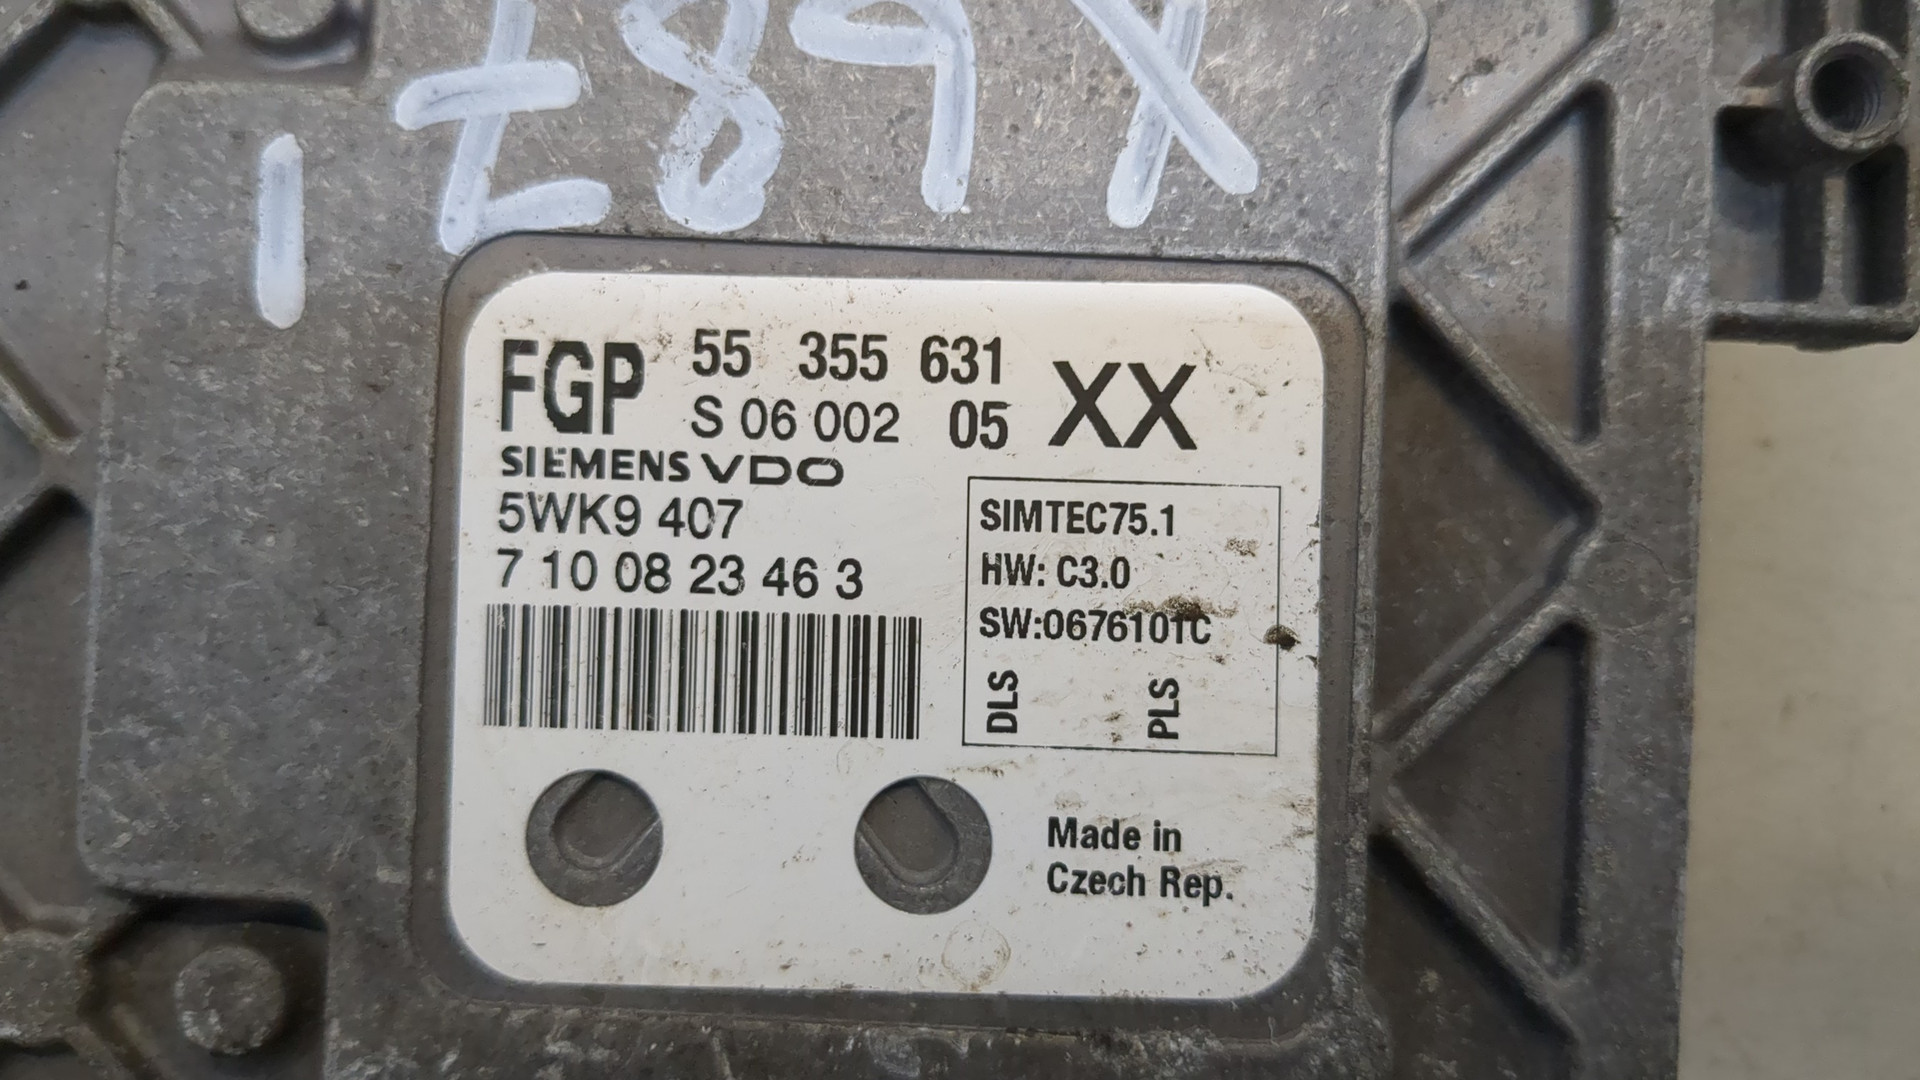 FGP 55 355 631 XX
S 06 002 05
SIEMENS VDO
5WK9 407
7 10 08 23 46 3
SIMTEC75.1
HW: C3.0
SW:0676101C
DLS
PLS
Made in
Czech Rep.